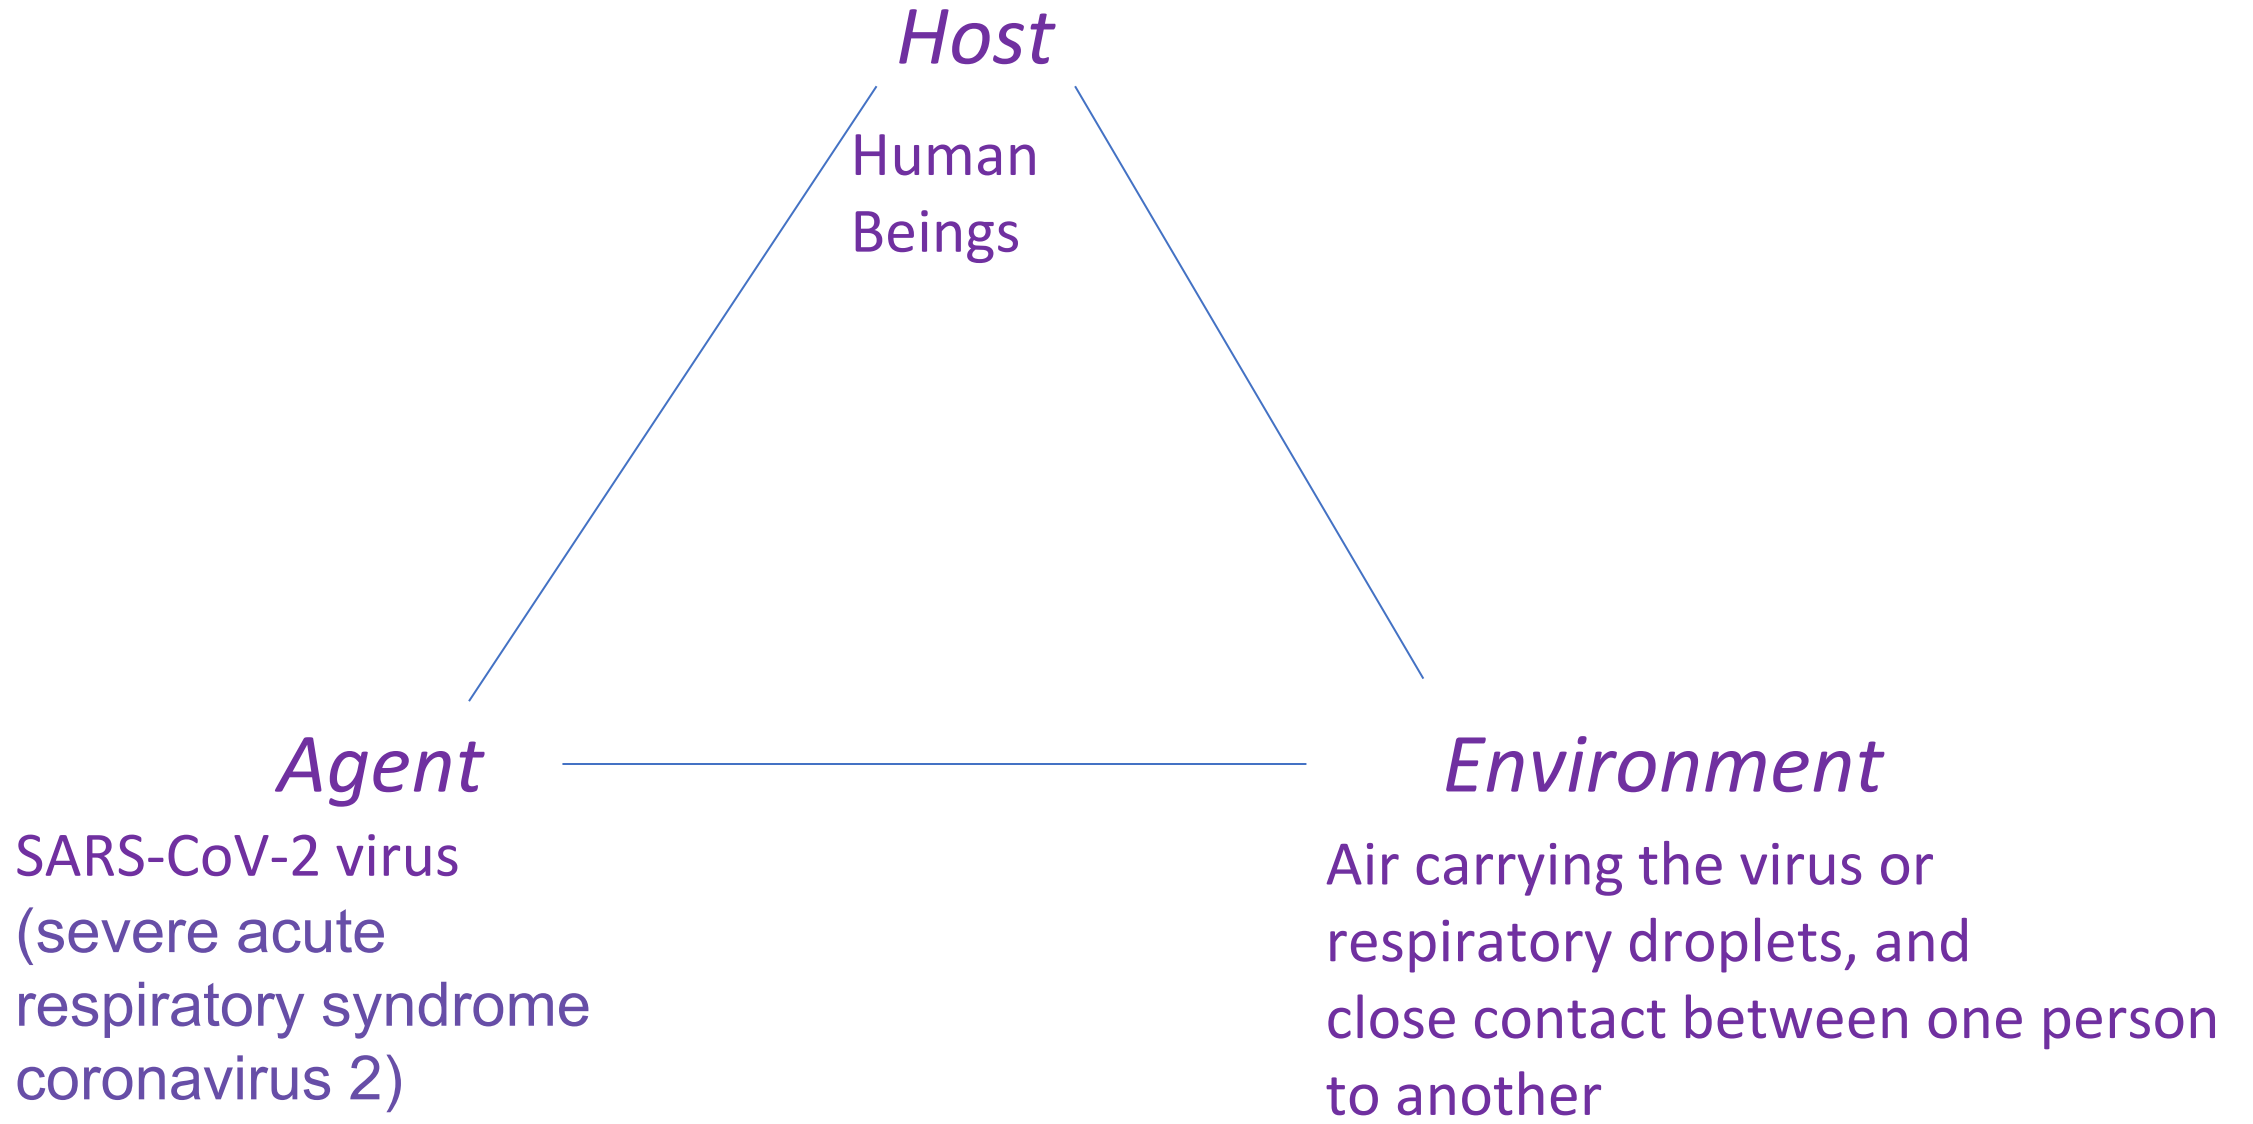 Host
Human
Beings
Agent
SARS-CoV-2 virus
(severe acute
respiratory syndrome
coronavirus 2)
Environment
Air carrying the virus or
respiratory droplets, and
close contact between one person
to another